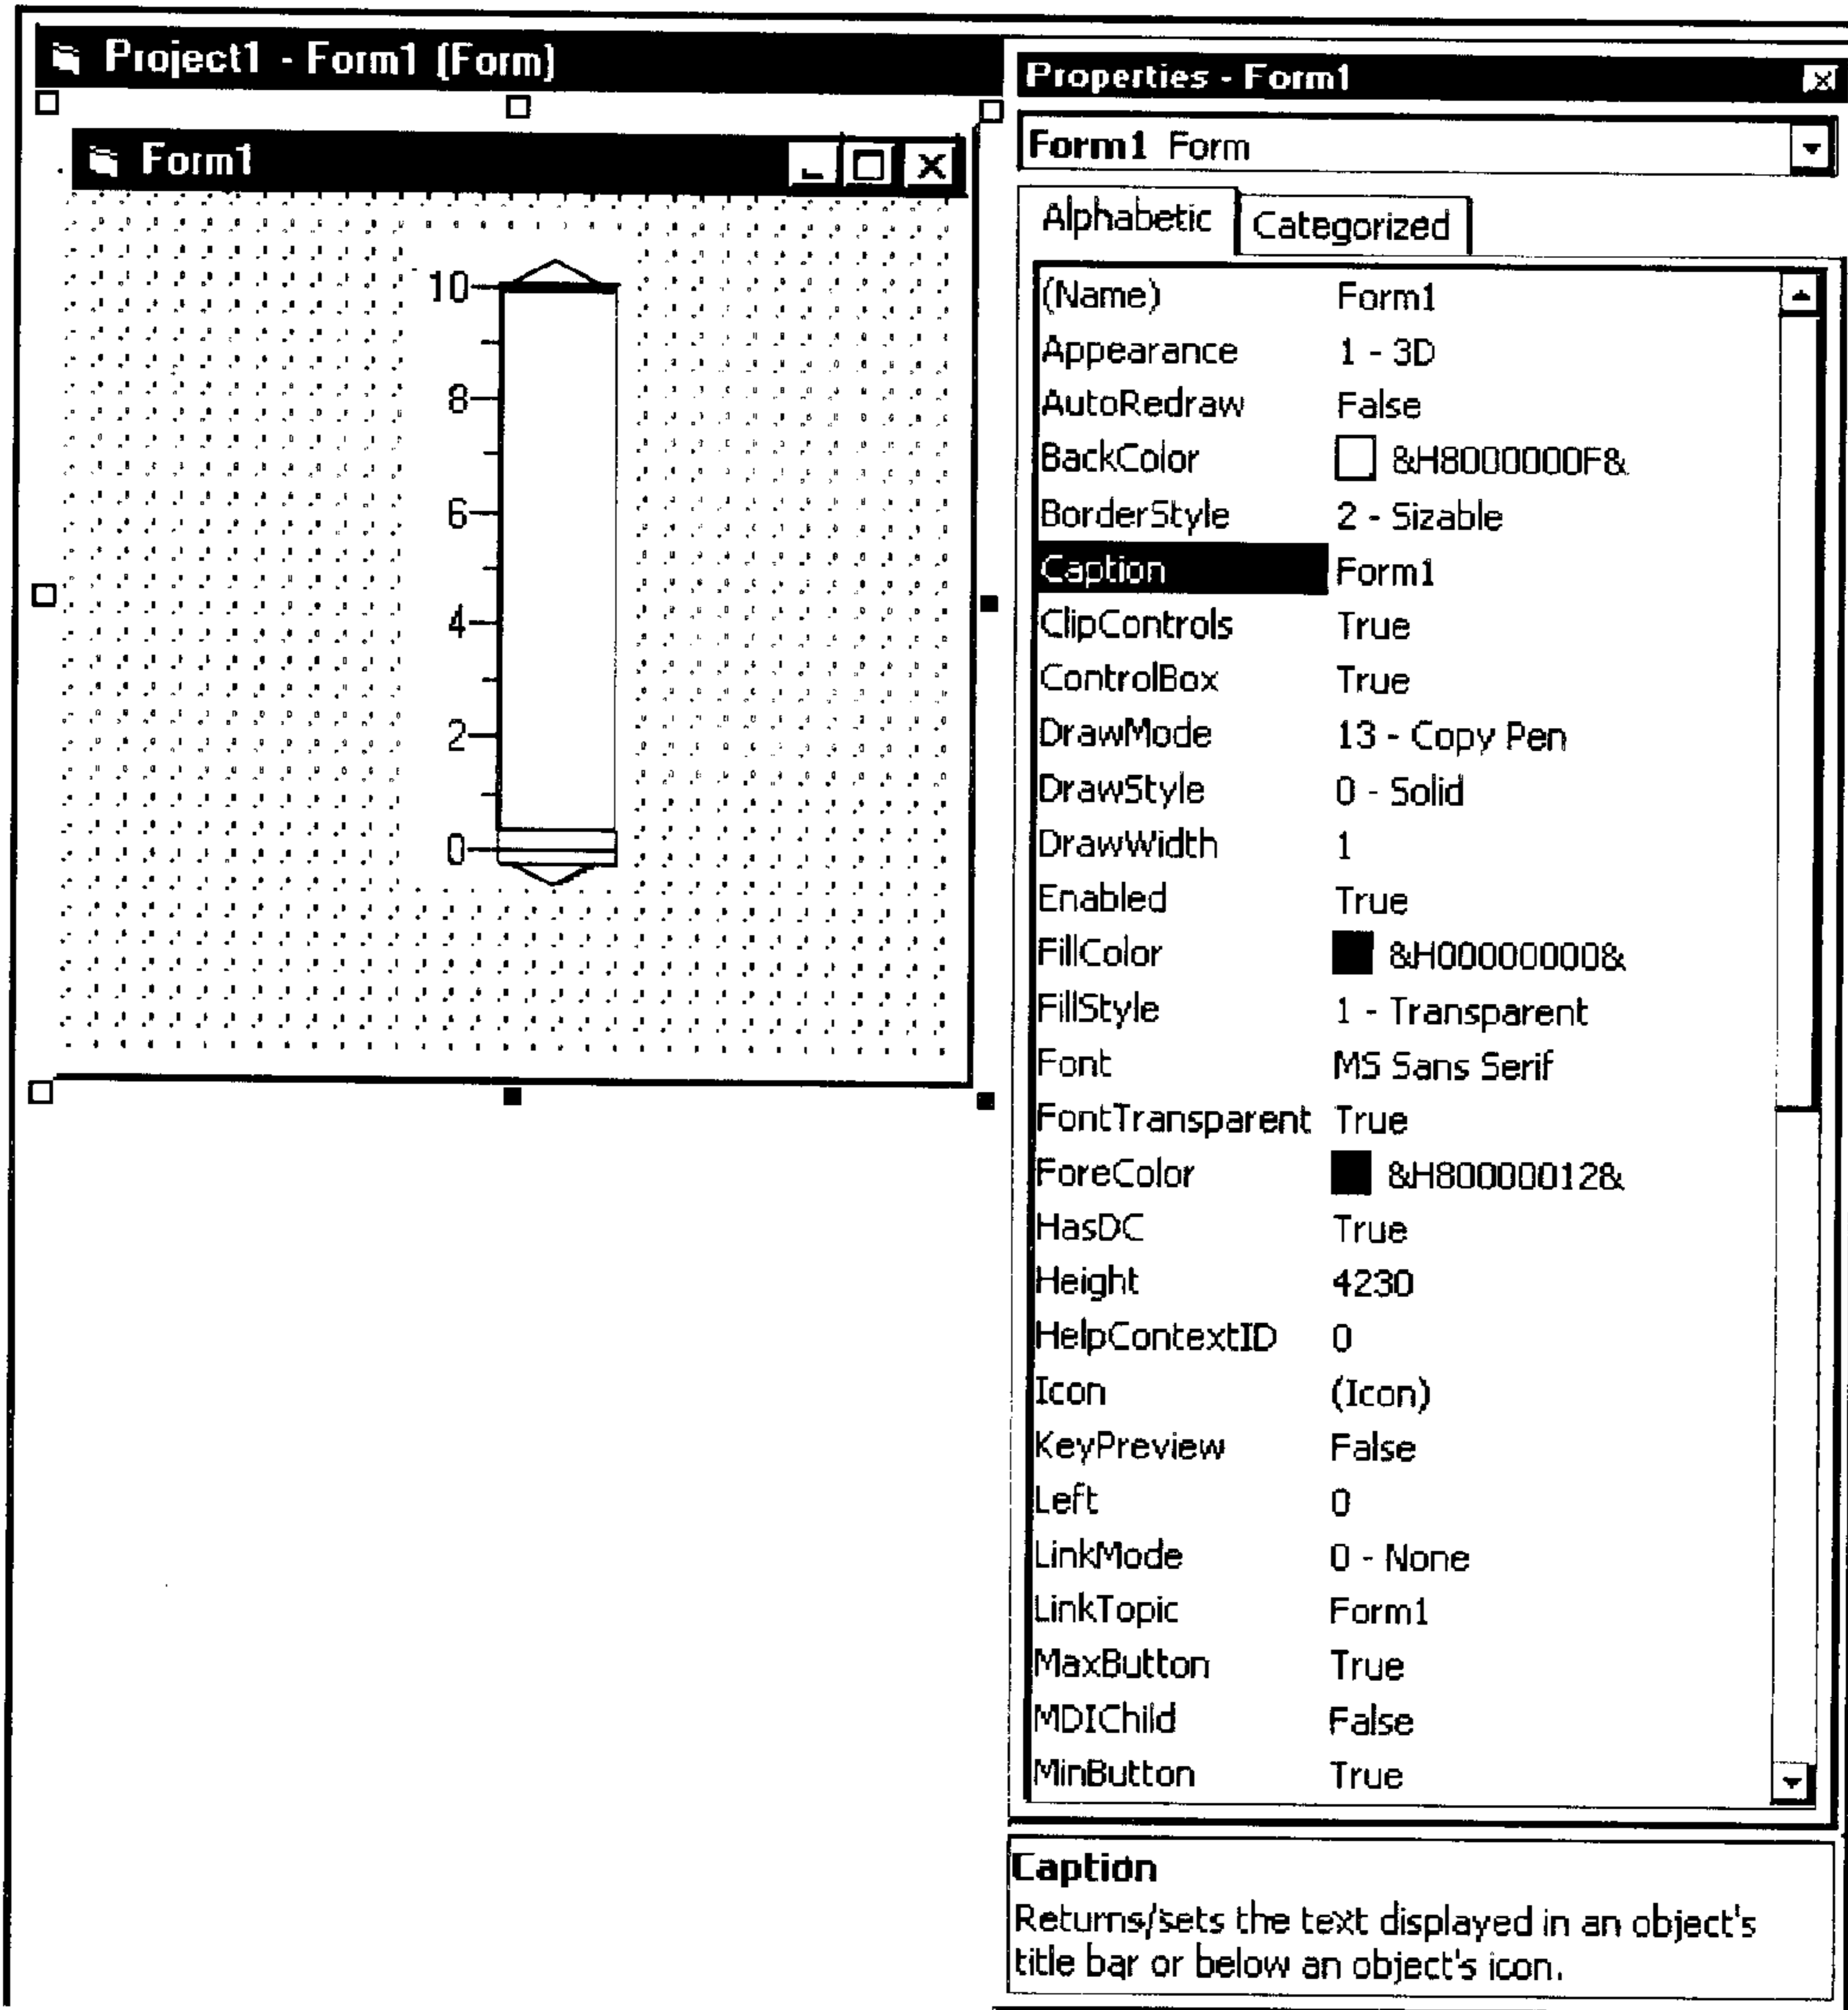 Project1 - Form1 (Form)
Form1
10
8
6
4
2
0
Properties - Form1
Form1 Form
Alphabetic Categorized
(Name) Form1
Appearance 1 - 3D
AutoRedraw False
BackColor &H8000000F&
BorderStyle 2 - Sizable
Caption Form1
ClipControls True
ControlBox True
DrawMode 13 - Copy Pen
DrawStyle 0 - Solid
DrawWidth 1
Enabled True
FillColor &H00000000&
FillStyle 1 - Transparent
Font MS Sans Serif
FontTransparent True
ForeColor &H80000012&
HasDC True
Height 4230
HelpContextID 0
Icon (Icon)
KeyPreview False
Left 0
LinkMode 0 - None
LinkTopic Form1
MaxButton True
MDIChild False
MinButton True
Caption
Returns/sets the text displayed in an object's
title bar or below an object's icon.